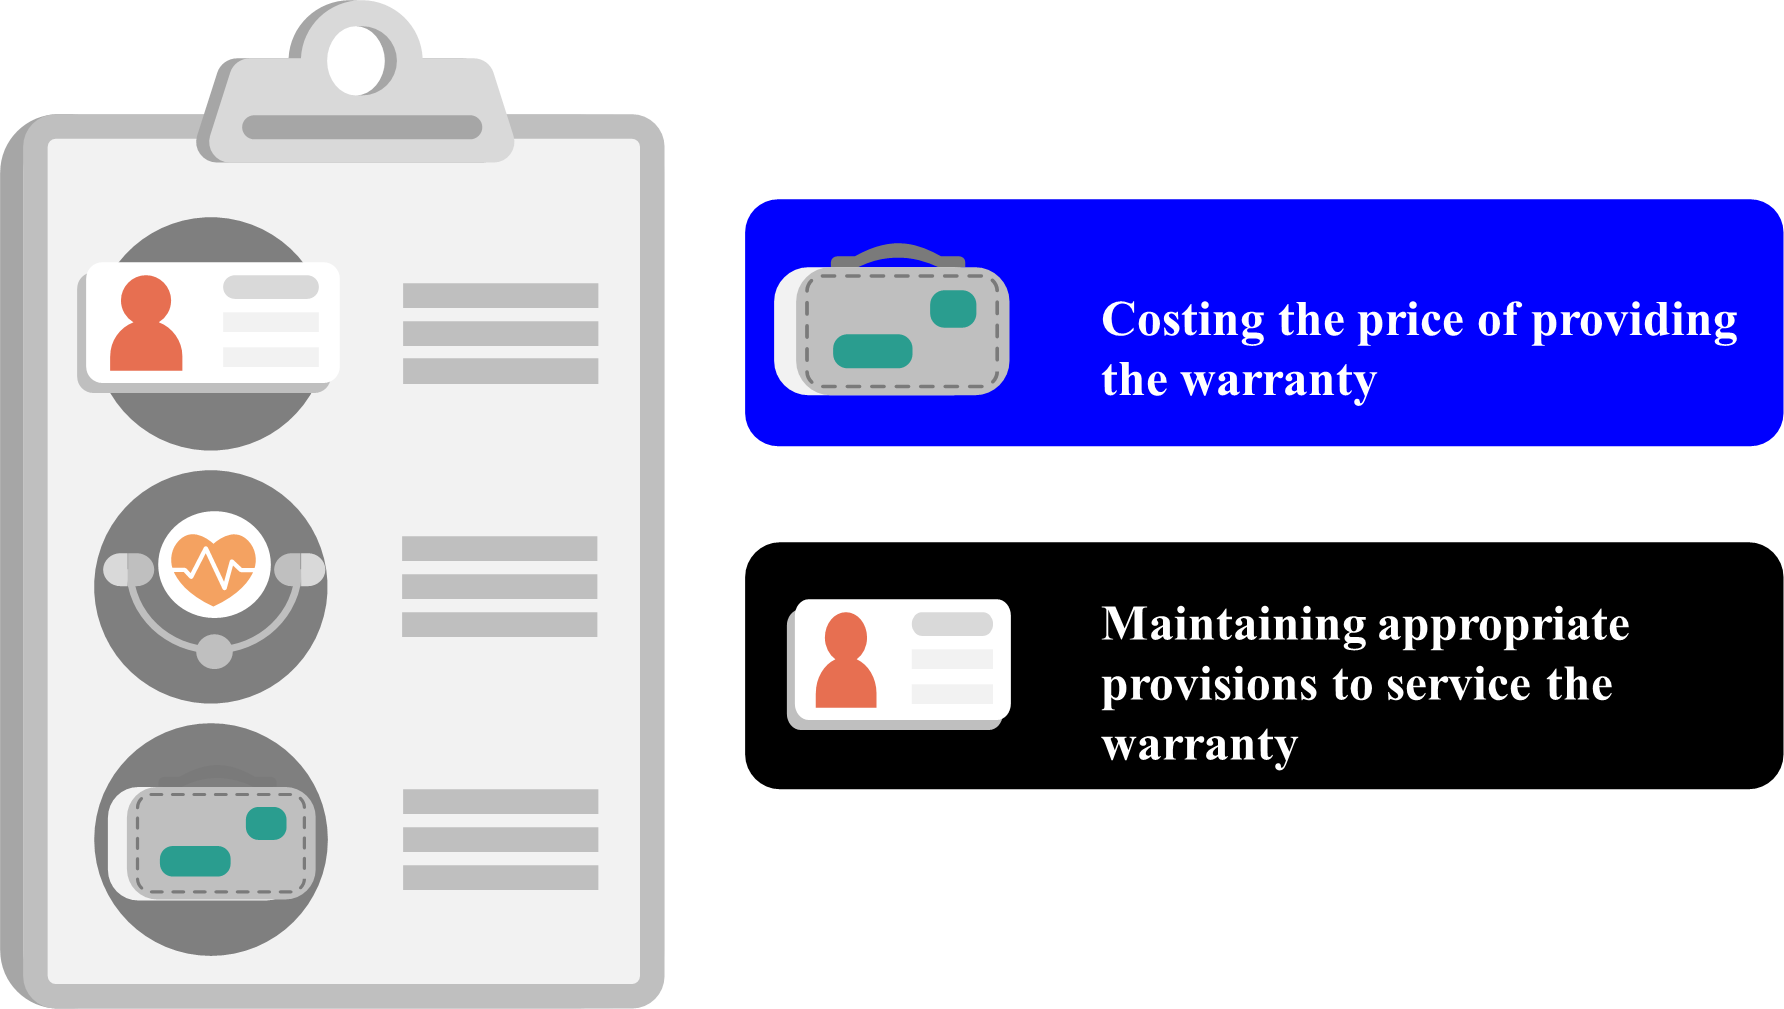 Costing the price of providing
the warranty
Maintaining appropriate
provisions to service the
warranty